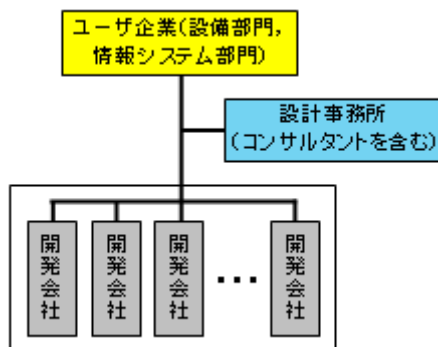 ユーザ企業(設備部門,
情報システム部門)
設計事務所
(コンサルタントを含む)
開発会社
開発会社
開発会社
...
開発会社